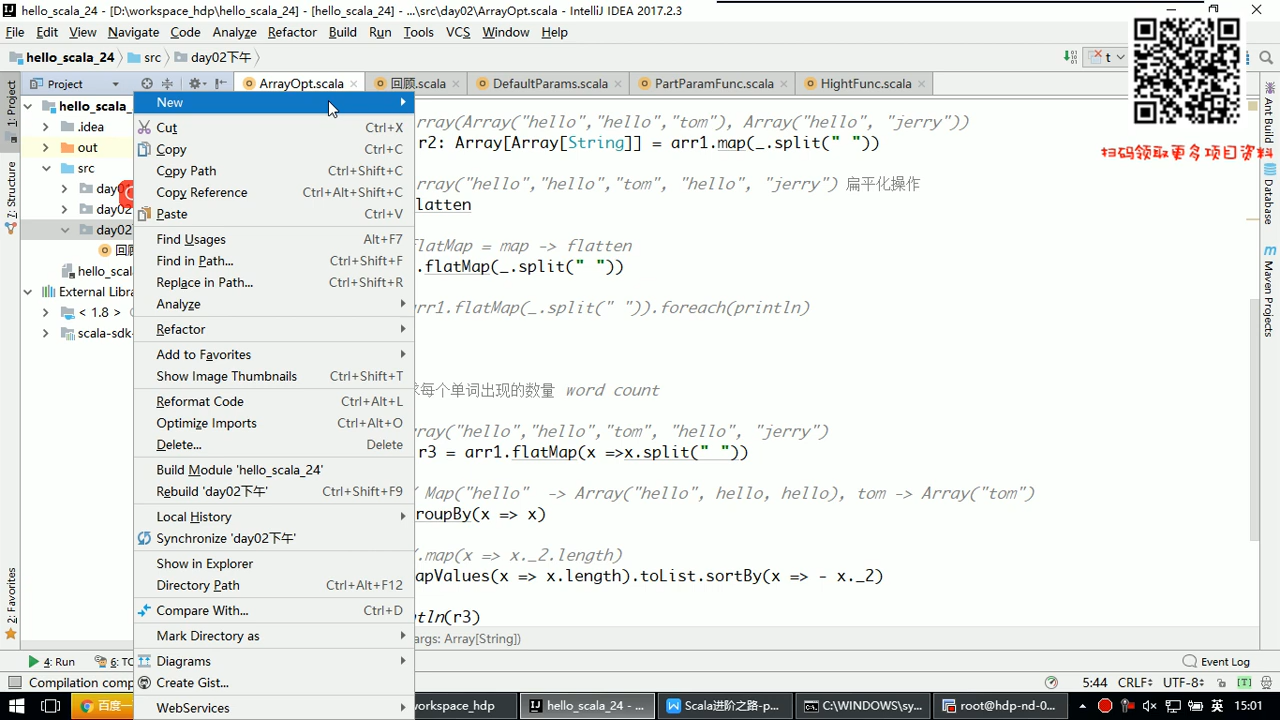 hello_scala_24 - [D:\workspace_hdp\hello_scala_24] - [hello_scala_24] - ...\src\day02\ArrayOpt.scala - IntelliJ IDEA 2017.2.3
File Edit View Navigate Code Analyze Refactor Build Run Tools VCS Window Help
hello_scala_24 src day02下午 t
Project ArrayOpt.scala 回顾.scala DefaultParams.scala PartParamFunc.scala HightFunc.scala
扫码领取更多项目资料
1: Project
Z: Structure
2: Favorites
Ant Build
Database
Maven Projects
hello_scala_
.idea
out
src
day0
day02
day02
回顾
hello_scala
External Libra
< 1.8 >
scala-sdk-
New
Cut Ctrl+X
Copy Ctrl+C
Copy Path Ctrl+Shift+C
Copy Reference Ctrl+Alt+Shift+C
Paste Ctrl+V
Find Usages Alt+F7
Find in Path... Ctrl+Shift+F
Replace in Path... Ctrl+Shift+R
Analyze
Refactor
Add to Favorites
Show Image Thumbnails Ctrl+Shift+T
Reformat Code Ctrl+Alt+L
Optimize Imports Ctrl+Alt+O
Delete... Delete
Build Module 'hello_scala_24'
Rebuild 'day02下午' Ctrl+Shift+F9
Local History
Synchronize 'day02下午'
Show in Explorer
Directory Path Ctrl+Alt+F12
Compare With... Ctrl+D
Mark Directory as
Diagrams
Create Gist...
WebServices
rray(Array("hello","hello","tom"), Array("hello", "jerry"))
r2: Array[Array[String]] = arr1.map(_.split(" "))
rray("hello","hello","tom", "hello", "jerry") 扁平化操作
latten
flatMap = map -> flatten
.flatMap(_.split(" "))
rr1.flatMap(_.split(" ")).foreach(println)
求每个单词出现的数量 word count
ray("hello","hello","tom", "hello", "jerry")
r3 = arr1.flatMap(x =>x.split(" "))
Map("hello" -> Array("hello", hello, hello), tom -> Array("tom")
roupBy(x => x)
.map(x => x._2.length)
apValues(x => x.length).toList.sortBy(x => - x._2)
tln(r3)
args: Array[String])
4: Run 6: TO Event Log
Compilation comp 5:44 CRLF UTF-8
百度一 workspace_hdp hello_scala_24 - ... Scala进阶之路-p... C:\WINDOWS\sy... root@hdp-nd-0... 英 15:01